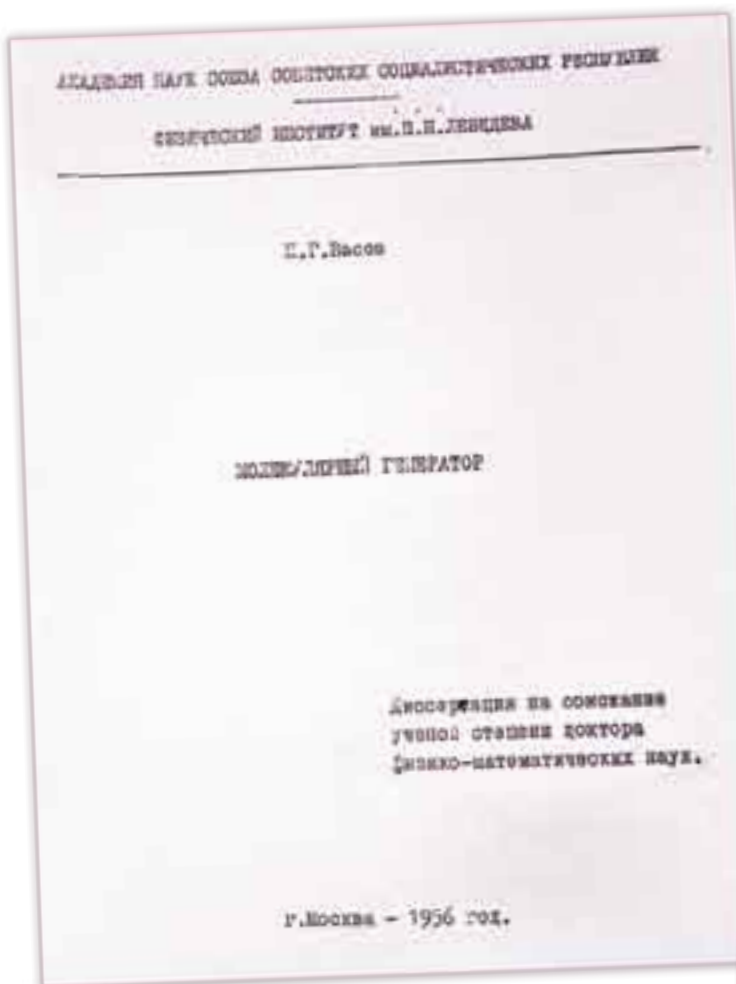 АКАДЕМИЯ НАУК СОЮЗА СОВЕТСКИХ СОЦИАЛИСТИЧЕСКИХ РЕСПУБЛИК
ФИЗИЧЕСКИЙ ИНСТИТУТ им.П.Н.ЛЕБЕДЕВА
Н.Г.Басов
МОЛЕКУЛЯРНЫЙ ГЕНЕРАТОР
Диссертация на соискание
ученой степени доктора
физико-математических наук.
г.Москва - 1956 год.